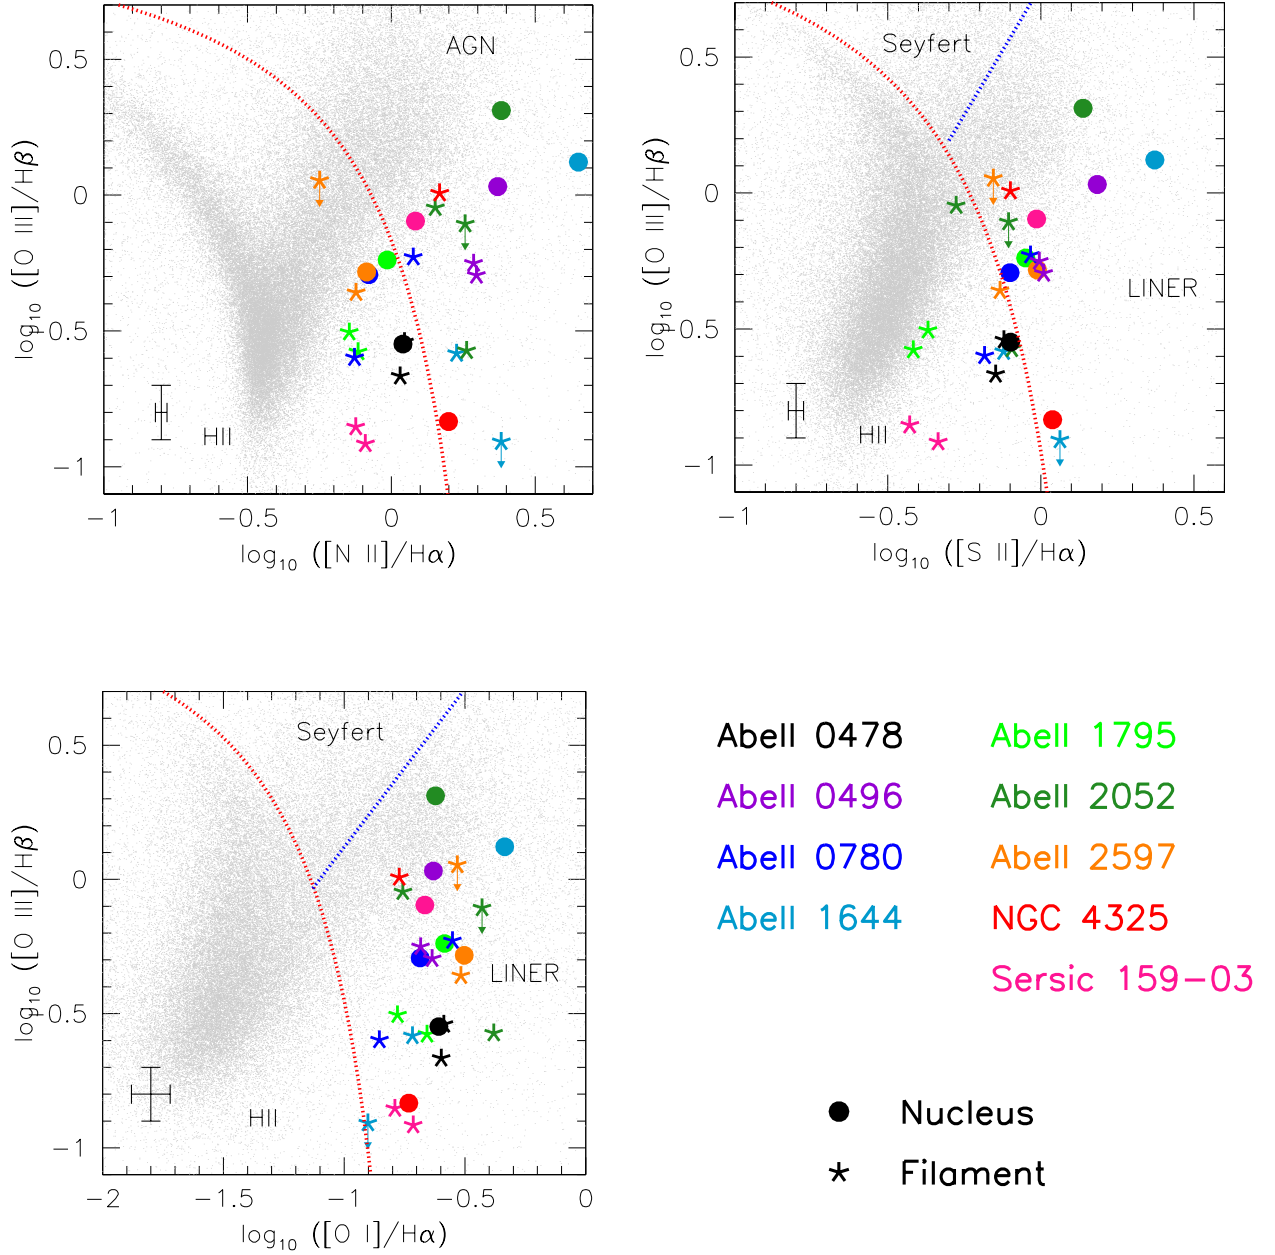 AGN
HII
0.5
0
−0.5
−1
log10 ([O III]/Hβ)
−1 −0.5 0 0.5
log10 ([N II]/Hα)
Seyfert
LINER
HII
0.5
0
−0.5
−1
log10 ([O III]/Hβ)
−1 −0.5 0 0.5
log10 ([S II]/Hα)
Seyfert
LINER
HII
0.5
0
−0.5
−1
log10 ([O III]/Hβ)
−2 −1.5 −1 −0.5 0
log10 ([O I]/Hα)
Abell 0478
Abell 0496
Abell 0780
Abell 1644
Abell 1795
Abell 2052
Abell 2597
NGC 4325
Sersic 159−03
Nucleus
Filament